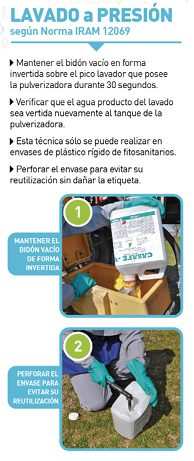 LAVADO a PRESIÓN
según Norma IRAM 12069
Mantener el bidón vacío en forma
invertida sobre el pico lavador que posee
la pulverizadora durante 30 segundos.
Verificar que el agua producto del lavado
sea vertida nuevamente al tanque de la
pulverizadora.
Esta técnica sólo se puede realizar en
envases de plástico rígido de fitosanitarios.
Perforar el envase para evitar su
reutilización sin dañar la etiqueta.
1
MANTENER EL
BIDÓN VACÍO
DE FORMA
INVERTIDA
CASAFE
2
PERFORAR EL
ENVASE PARA
EVITAR SU
REUTILIZACIÓN